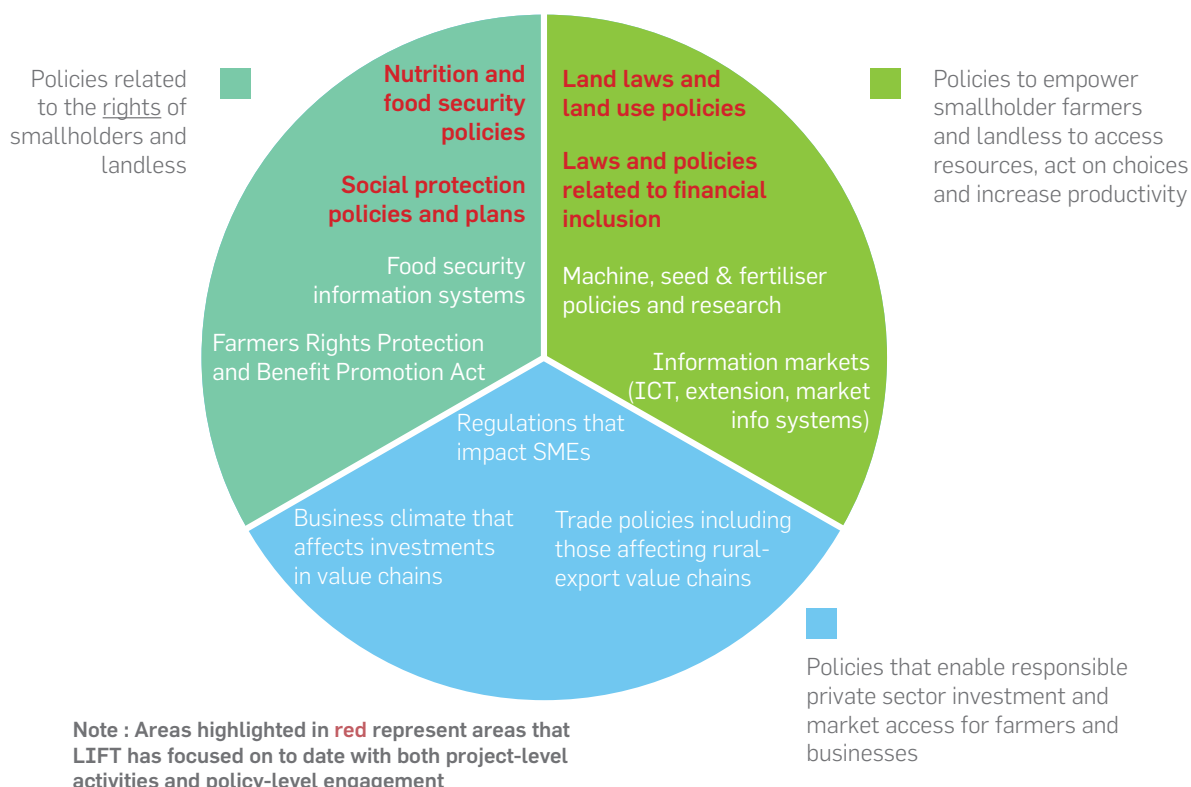 Policies related
to the rights of
smallholders and
landless
Nutrition and
food security
policies
Social protection
policies and plans
Food security
information systems
Farmers Rights Protection
and Benefit Promotion Act
Land laws and
land use policies
Laws and policies
related to financial
inclusion
Machine, seed & fertiliser
policies and research
Information markets
(ICT, extension, market
info systems)
Policies to empower
smallholder farmers
and landless to access
resources, act on choices
and increase productivity
Regulations that
impact SMEs
Business climate that
affects investments
in value chains
Trade policies including
those affecting rural-
export value chains
Policies that enable responsible
private sector investment and
market access for farmers and
businesses
Note : Areas highlighted in red represent areas that
LIFT has focused on to date with both project-level
activities and policy-level engagement